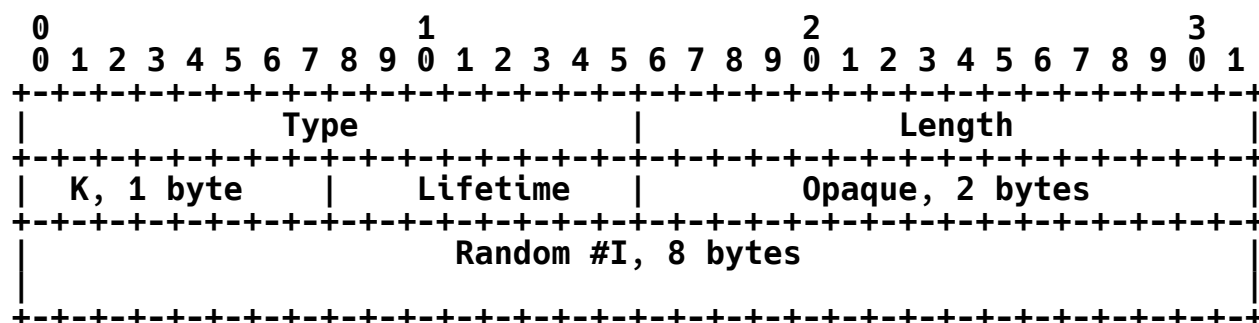 0                   1                   2                   3
 0 1 2 3 4 5 6 7 8 9 0 1 2 3 4 5 6 7 8 9 0 1 2 3 4 5 6 7 8 9 0 1
+-+-+-+-+-+-+-+-+-+-+-+-+-+-+-+-+-+-+-+-+-+-+-+-+-+-+-+-+-+-+-+-+
|             Type              |             Length            |
+-+-+-+-+-+-+-+-+-+-+-+-+-+-+-+-+-+-+-+-+-+-+-+-+-+-+-+-+-+-+-+-+
|  K, 1 byte    |    Lifetime   |        Opaque, 2 bytes        |
+-+-+-+-+-+-+-+-+-+-+-+-+-+-+-+-+-+-+-+-+-+-+-+-+-+-+-+-+-+-+-+-+
|                      Random #I, 8 bytes                       |
|                                                               |
+-+-+-+-+-+-+-+-+-+-+-+-+-+-+-+-+-+-+-+-+-+-+-+-+-+-+-+-+-+-+-+-+